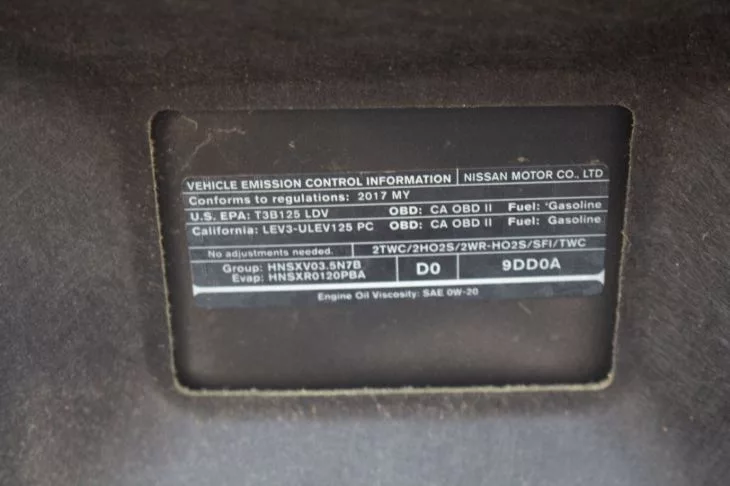 VEHICLE EMISSION CONTROL INFORMATION NISSAN MOTOR CO., LTD
Conforms to regulations: 2017 MY
U.S. EPA: T3B125 LDV OBD: CA OBD II Fuel: Gasoline
California: LEV3-ULEV125 PC OBD: CA OBD II Fuel: Gasoline
No adjustments needed. 2TWC/2HO2S/2WR-HO2S/SFI/TWC
Group: HNSXV03.5N7B D0 9DD0A
Evap: HNSXR0120PBA
Engine Oil Viscosity: SAE 0W-20